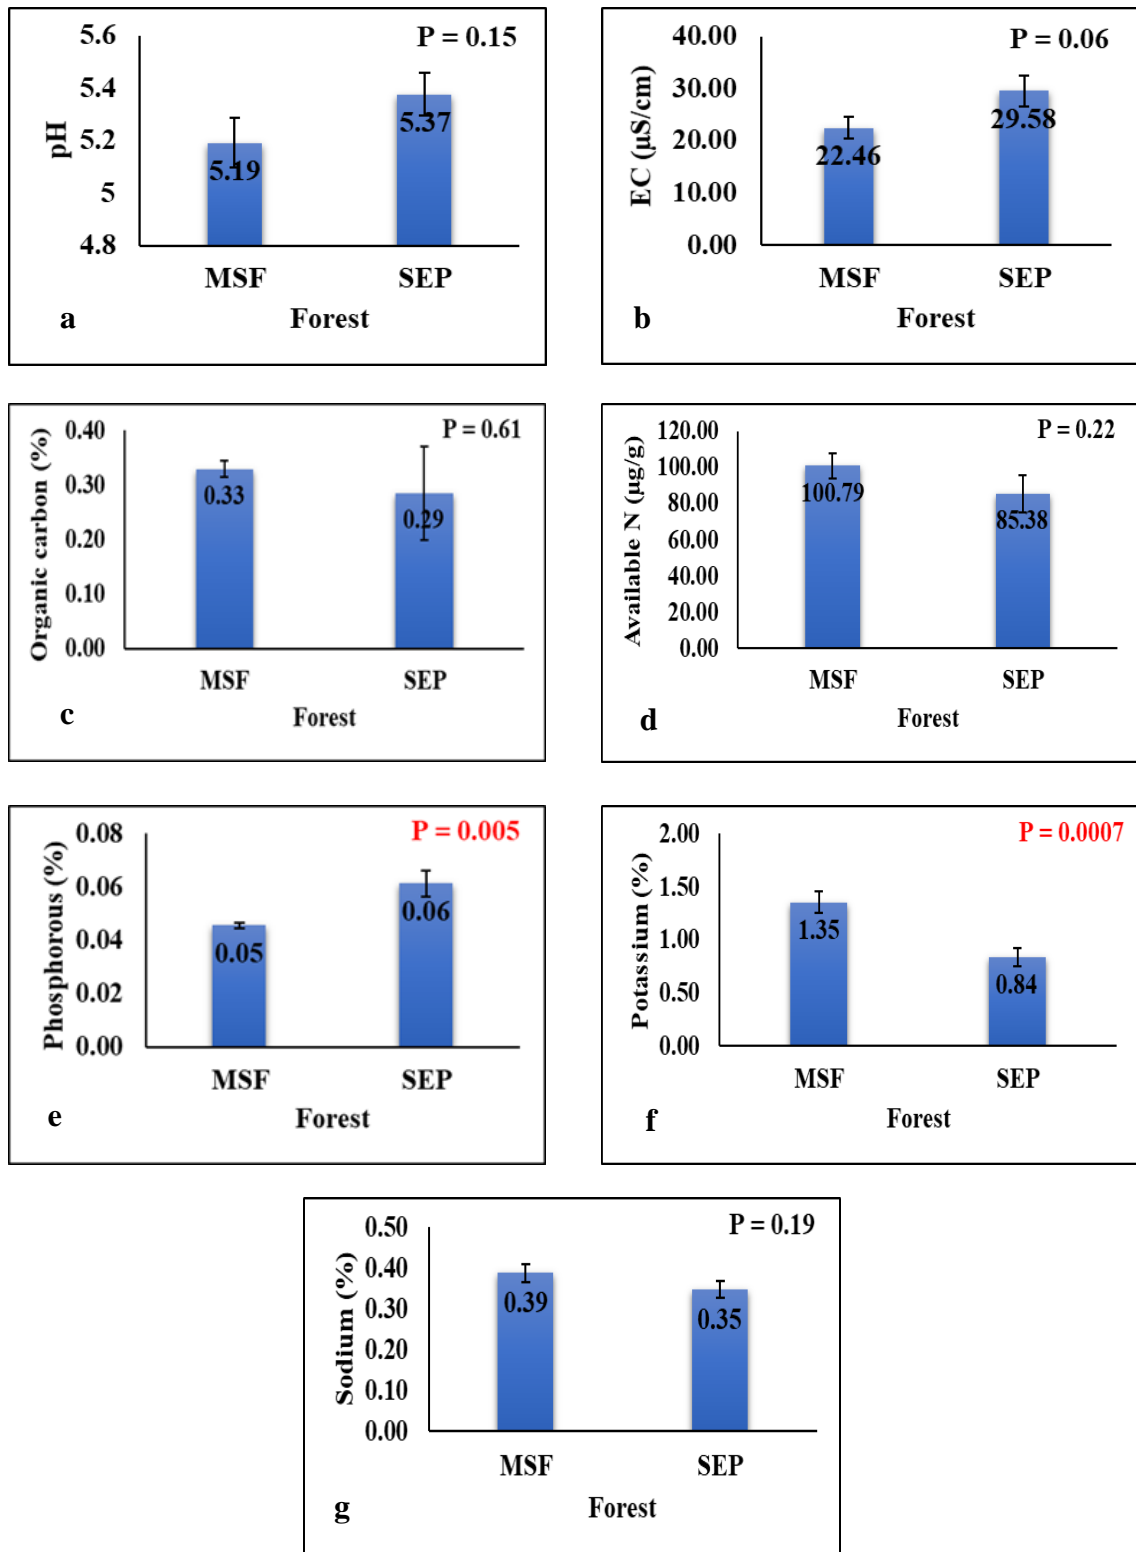 P = 0.15
5.6
5.4
5.2
5
4.8
pH
5.19
5.37
MSF SEP
Forest
a
P = 0.06
40.00
30.00
20.00
10.00
0.00
EC (µS/cm)
22.46
29.58
MSF SEP
Forest
b
P = 0.61
0.40
0.30
0.20
0.10
0.00
Organic carbon (%)
0.33
0.29
MSF SEP
Forest
c
P = 0.22
120.00
100.00
80.00
60.00
40.00
20.00
0.00
Available N (µg/g)
100.79
85.38
MSF SEP
Forest
d
P = 0.005
0.08
0.06
0.04
0.02
0.00
Phosphorous (%)
0.05
0.06
MSF SEP
Forest
e
P = 0.0007
2.00
1.50
1.00
0.50
0.00
Potassium (%)
1.35
0.84
MSF SEP
Forest
f
P = 0.19
0.50
0.40
0.30
0.20
0.10
0.00
Sodium (%)
0.39
0.35
MSF SEP
Forest
g